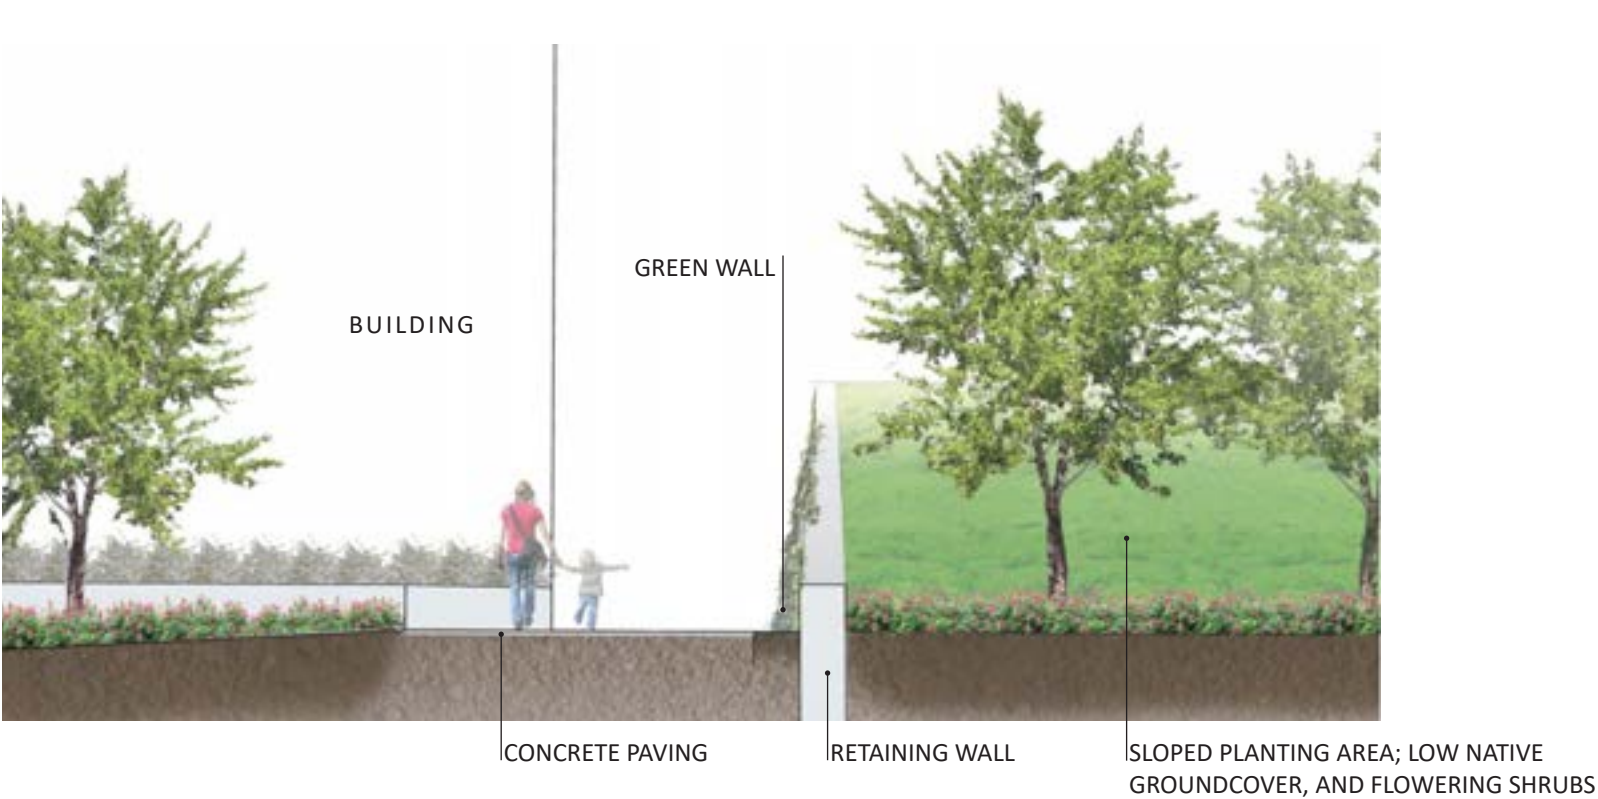 GREEN WALL
BUILDING
CONCRETE PAVING
RETAINING WALL
SLOPED PLANTING AREA; LOW NATIVE
GROUNDCOVER, AND FLOWERING SHRUBS